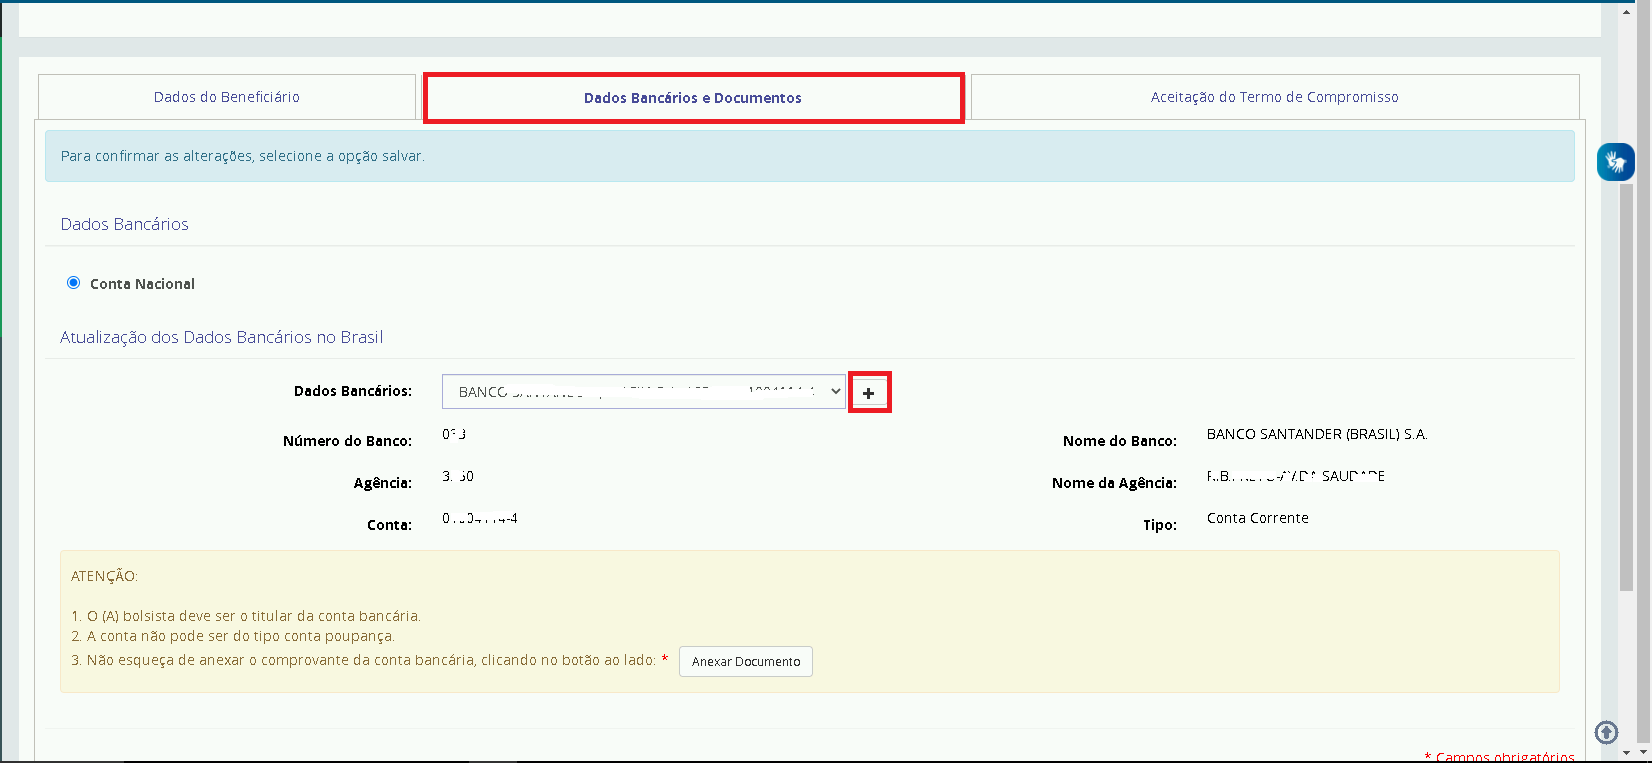 Dados do Beneficiário
Dados Bancários e Documentos
Aceitação do Termo de Compromisso
Para confirmar as alterações, selecione a opção salvar.
Dados Bancários
Conta Nacional
Atualização dos Dados Bancários no Brasil
Dados Bancários: BANCO
Número do Banco:
Nome do Banco: BANCO SANTANDER (BRASIL) S.A.
Agência:
Nome da Agência: SAUDADE
Conta:
Tipo: Conta Corrente
ATENÇÃO:
1. O (A) bolsista deve ser o titular da conta bancária.
2. A conta não pode ser do tipo conta poupança.
3. Não esqueça de anexar o comprovante da conta bancária, clicando no botão ao lado: * Anexar Documento
* Campos obrigatórios